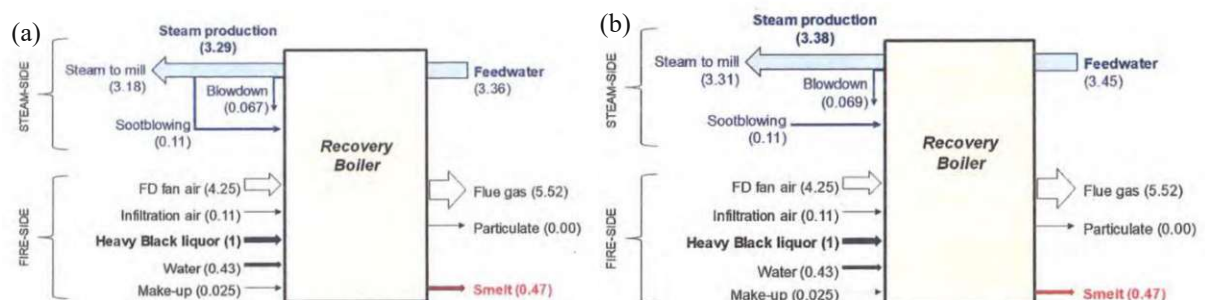 (a)
STEAM-SIDE
Steam production
(3.29)
Steam to mill
(3.18)
Blowdown
(0.067)
Sootblowing
(0.11)
Feedwater
(3.36)
Recovery
Boiler
FIRE-SIDE
FD fan air (4.25)
Infiltration air (0.11)
Heavy Black liquor (1)
Water (0.43)
Make-up (0.025)
Flue gas (5.52)
Particulate (0.00)
Smelt (0.47)
(b)
STEAM-SIDE
Steam production
(3.38)
Steam to mill
(3.31)
Blowdown
(0.069)
Sootblowing
(0.11)
Feedwater
(3.45)
Recovery
Boiler
FIRE-SIDE
FD fan air (4.25)
Infiltration air (0.11)
Heavy Black liquor (1)
Water (0.43)
Make-up (0.025)
Flue gas (5.52)
Particulate (0.00)
Smelt (0.47)